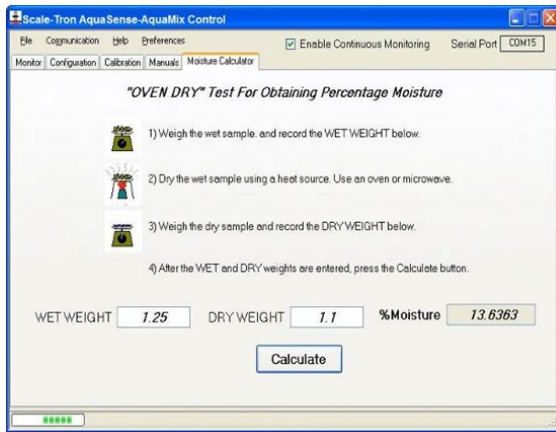 Scale-Tron AquaSense-AquaMix Control
File Communication Help Preferences Enable Continuous Monitoring Serial Port COM15
Monitor Configuration Calibration Manuals Moisture Calculator
"OVEN DRY" Test For Obtaining Percentage Moisture
1) Weigh the wet sample. and record the WET WEIGHT below.
2) Dry the wet sample using a heat source. Use an oven or microwave.
3) Weigh the dry sample and record the DRY WEIGHT below.
4) After the WET and DRY weights are entered, press the Calculate button.
WET WEIGHT 1.25 DRY WEIGHT 1.1 %Moisture 13.6363
Calculate